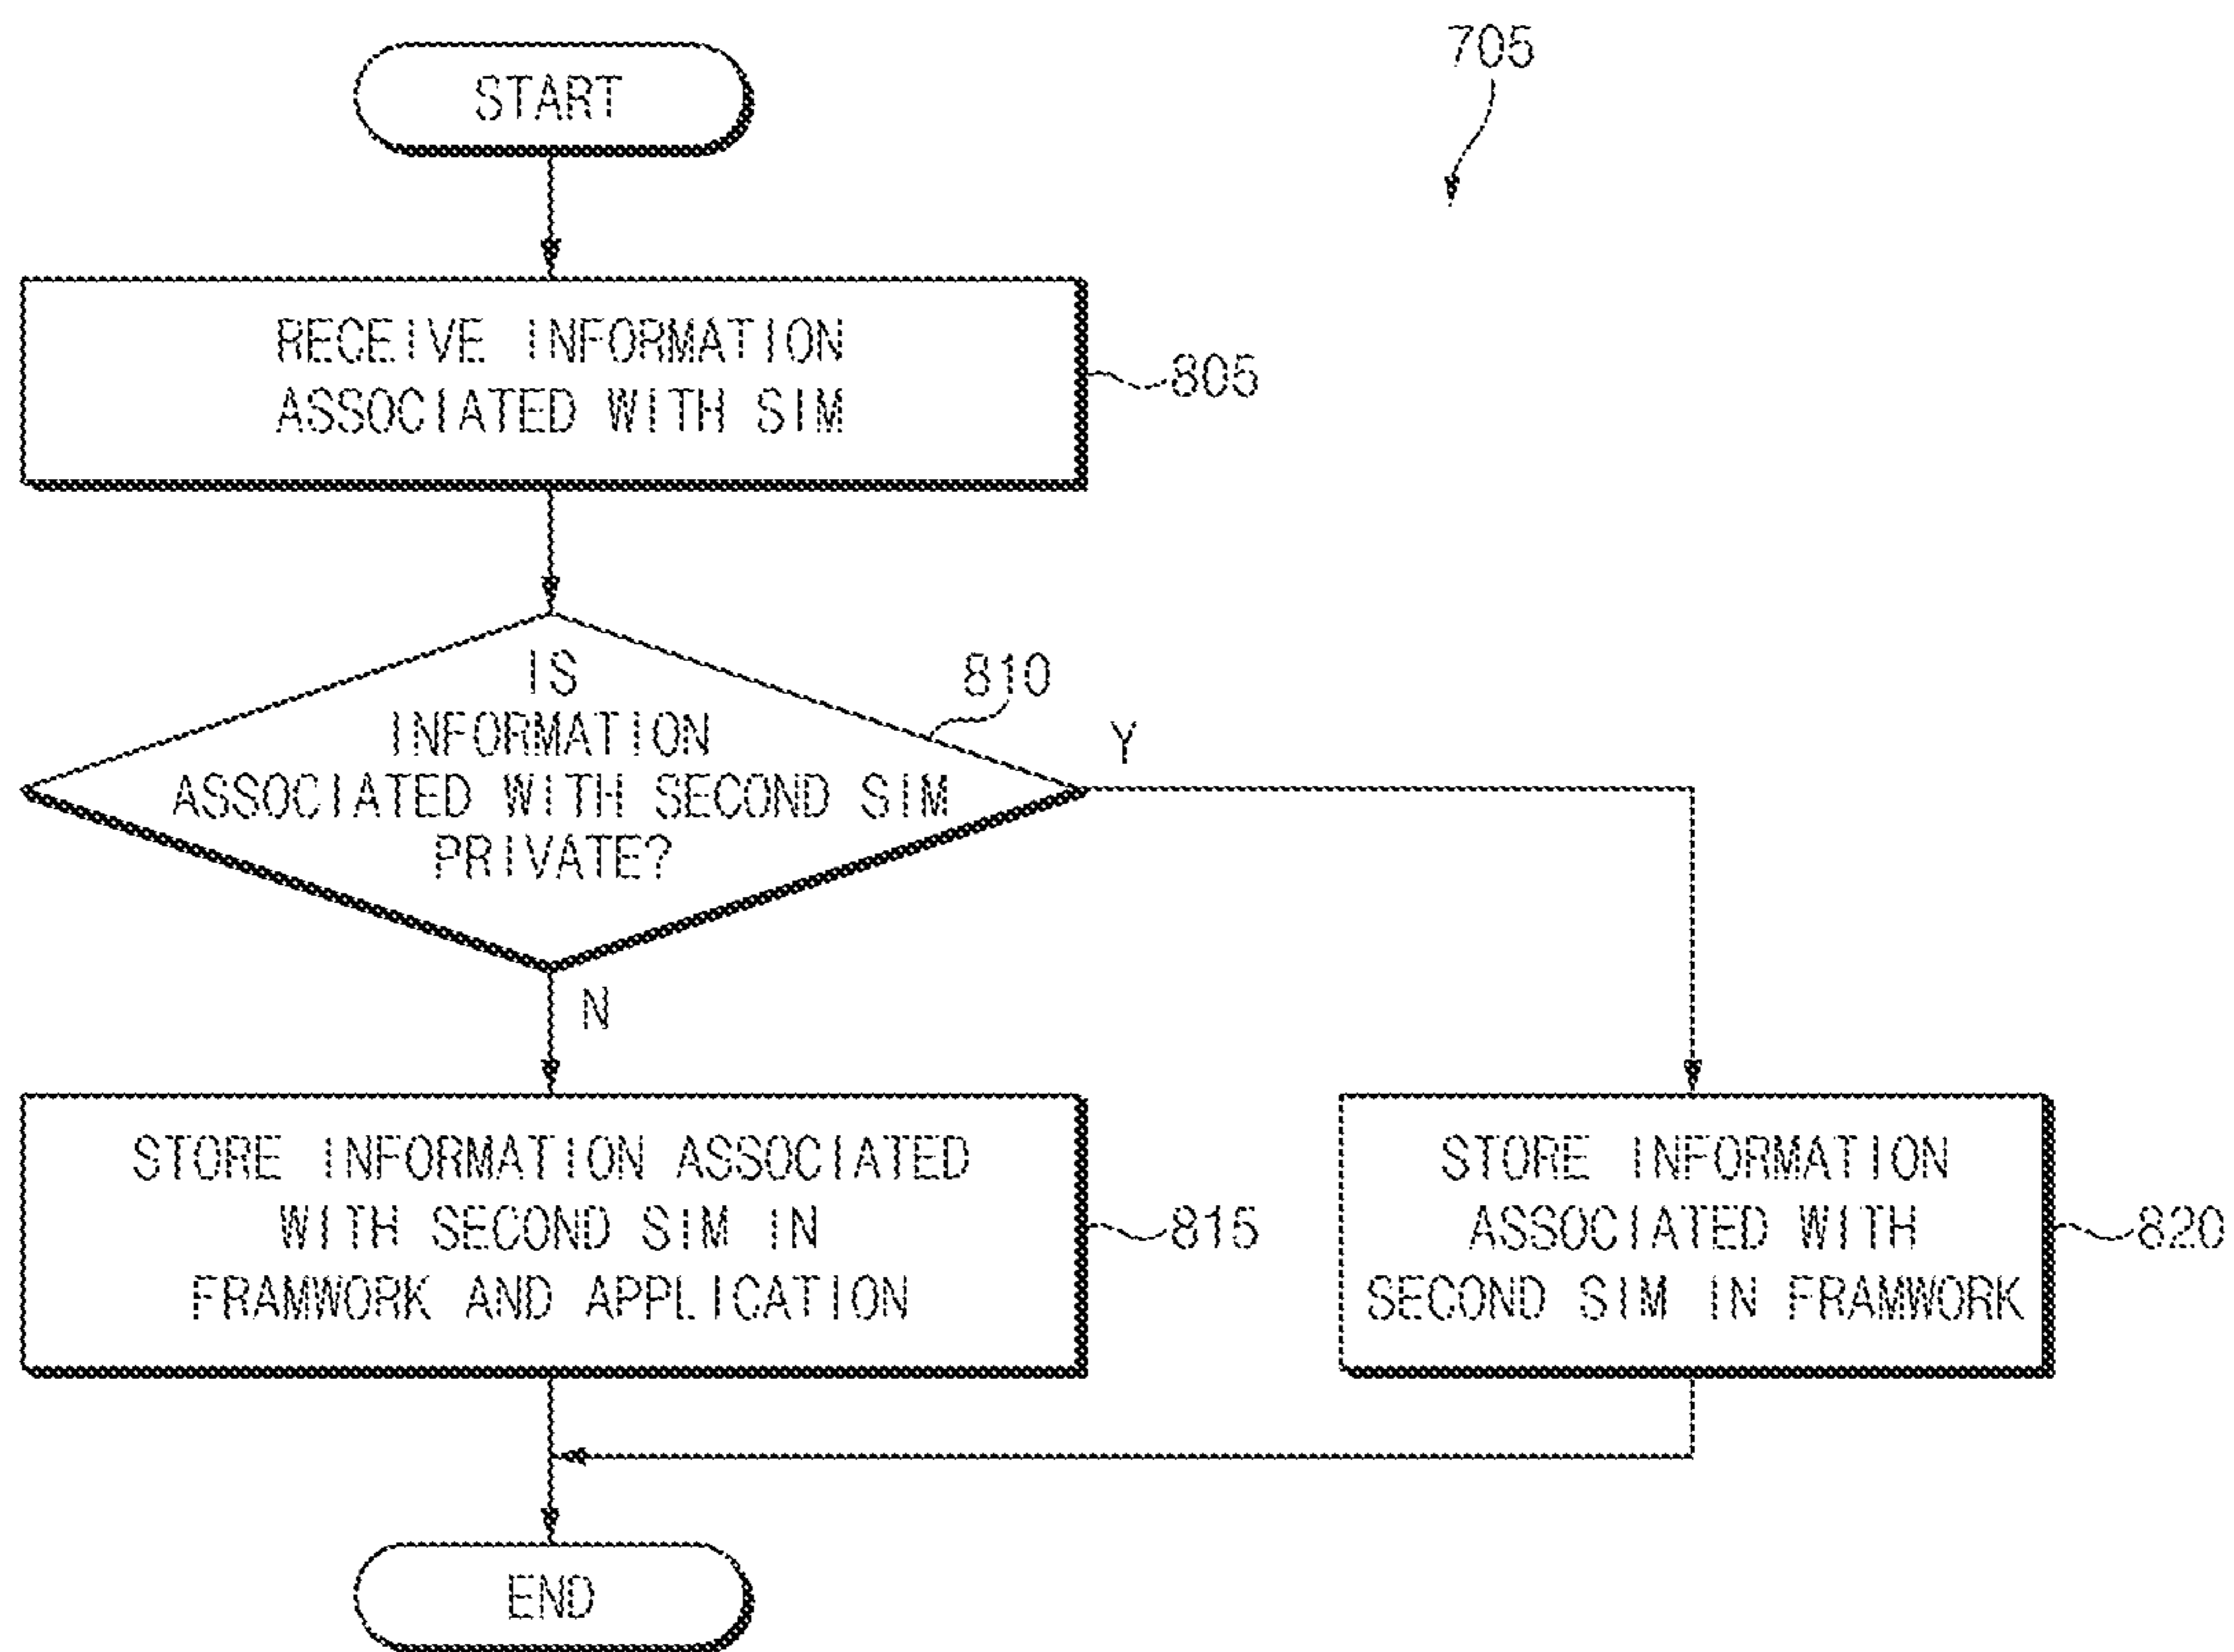 START
705
RECEIVE INFORMATION
ASSOCIATED WITH SIM
805
IS
INFORMATION
ASSOCIATED WITH SECOND SIM
PRIVATE?
810
Y
N
STORE INFORMATION ASSOCIATED
WITH SECOND SIM IN
FRAMWORK AND APPLICATION
815
STORE INFORMATION
ASSOCIATED WITH
SECOND SIM IN FRAMWORK
820
END